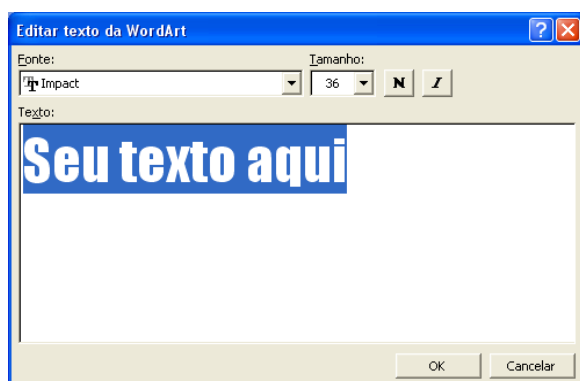 Editar texto da WordArt
Fonte: Tamanho:
Impact 36 N I
Texto:
Seu texto aqui
OK Cancelar